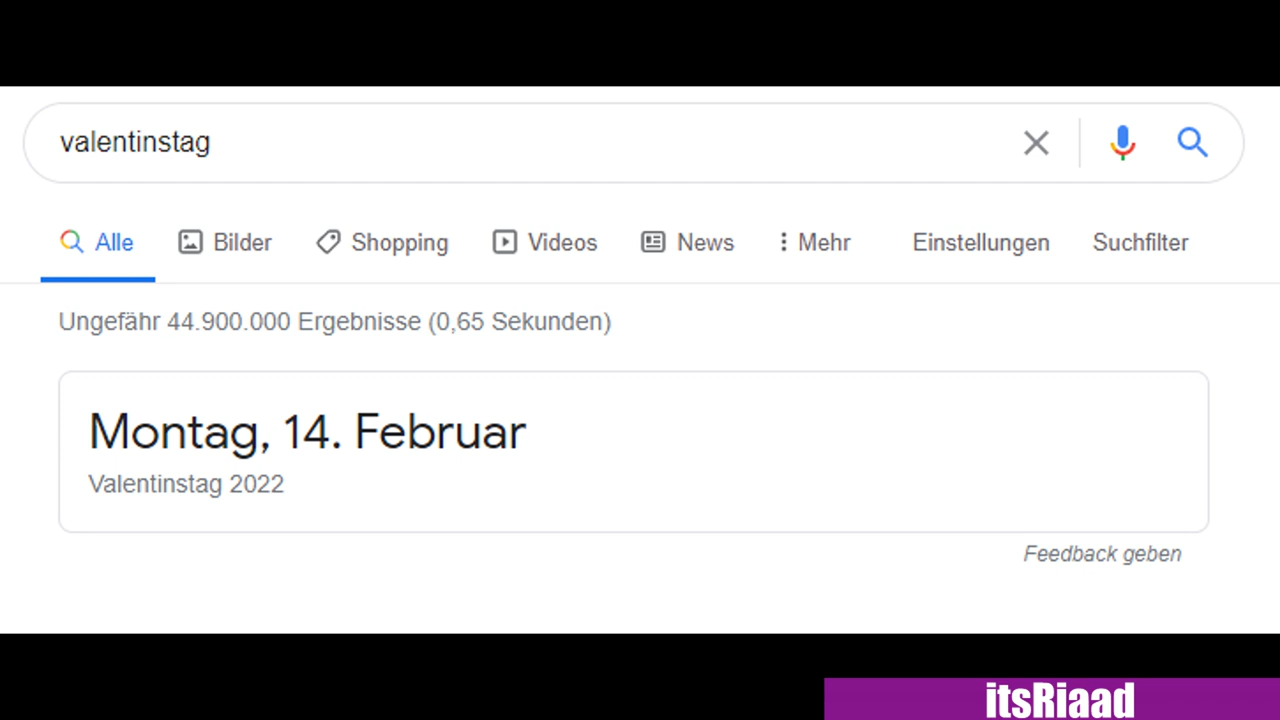 valentinstag
Alle Bilder Shopping Videos News Mehr Einstellungen Suchfilter
Ungefähr 44.900.000 Ergebnisse (0,65 Sekunden)
Montag, 14. Februar
Valentinstag 2022
Feedback geben
itsRiaad